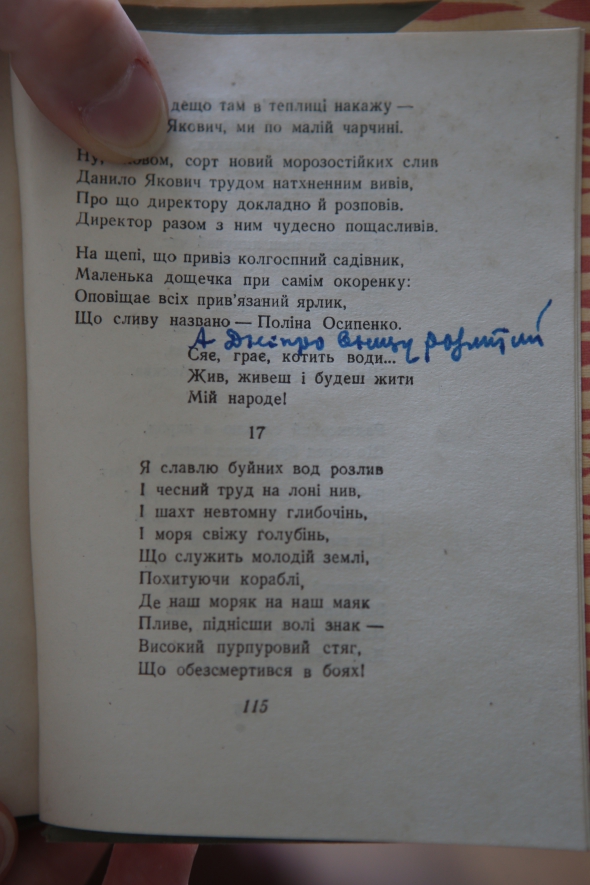 дещо там в теплиці накажу —
Якович, ми по малій чарчині.
Ну, словом, сорт новий морозостійких слив
Данило Якович трудом натхненним вивів,
Про що директору докладно й розповів.
Директор разом з ним чудесно пощасливів.
На щепі, що привіз колгоспний садівник,
Маленька дощечка при самім окоренку:
Оповіщає всіх прив'язаний ярлик,
Що сливу названо — Поліна Осипенко.
А Дніпро внизу розлитий
Сяє, грає, котить води...
Жив, живеш і будеш жити
Мій народе!
17
Я славлю буйних вод розлив
І чесний труд на лоні нив,
І шахт невтомну глибочінь,
І моря свіжу голубінь,
Що служить молодій землі,
Похитуючи кораблі,
Де наш моряк на наш маяк
Пливе, піднісши волі знак —
Високий пурпуровий стяг,
Що обезсмертився в боях!
115